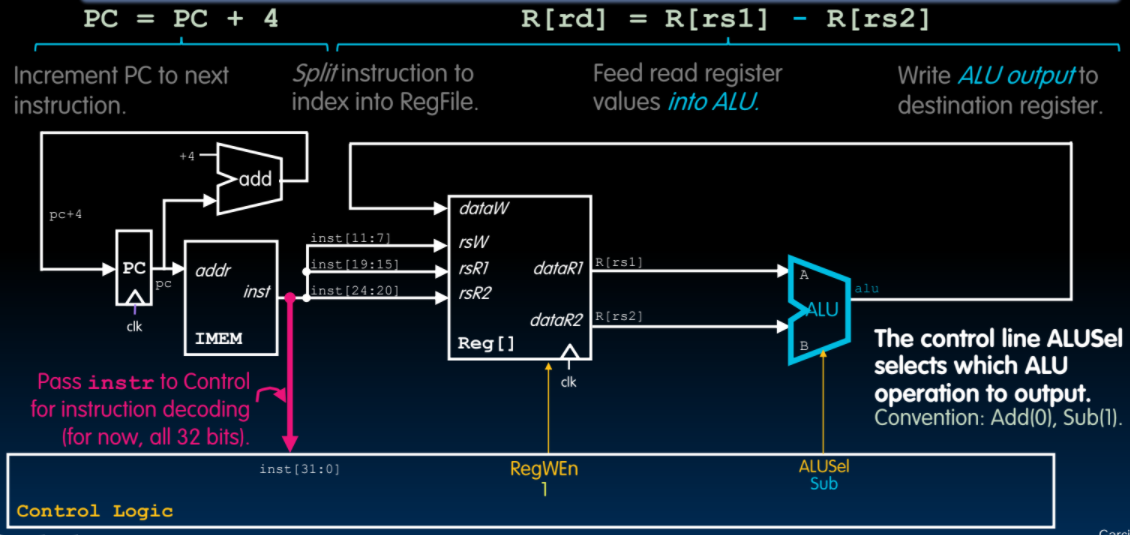 PC = PC + 4
R[rd] = R[rs1] - R[rs2]
Increment PC to next
instruction.
Split instruction to
index into RegFile.
Feed read register
values into ALU.
Write ALU output to
destination register.
+4
add
pc+4
PC
pc
clk
addr
inst
IMEM
inst[11:7]
inst[19:15]
inst[24:20]
dataW
rsW
rsR1
rsR2
dataR1
dataR2
Reg[]
clk
R[rs1]
R[rs2]
A
ALU
B
alu
The control line ALUSel
selects which ALU
operation to output.
Convention: Add(0), Sub(1).
Pass instr to Control
for instruction decoding
(for now, all 32 bits).
inst[31:0]
RegWEn
1
ALUSel
Sub
Control Logic